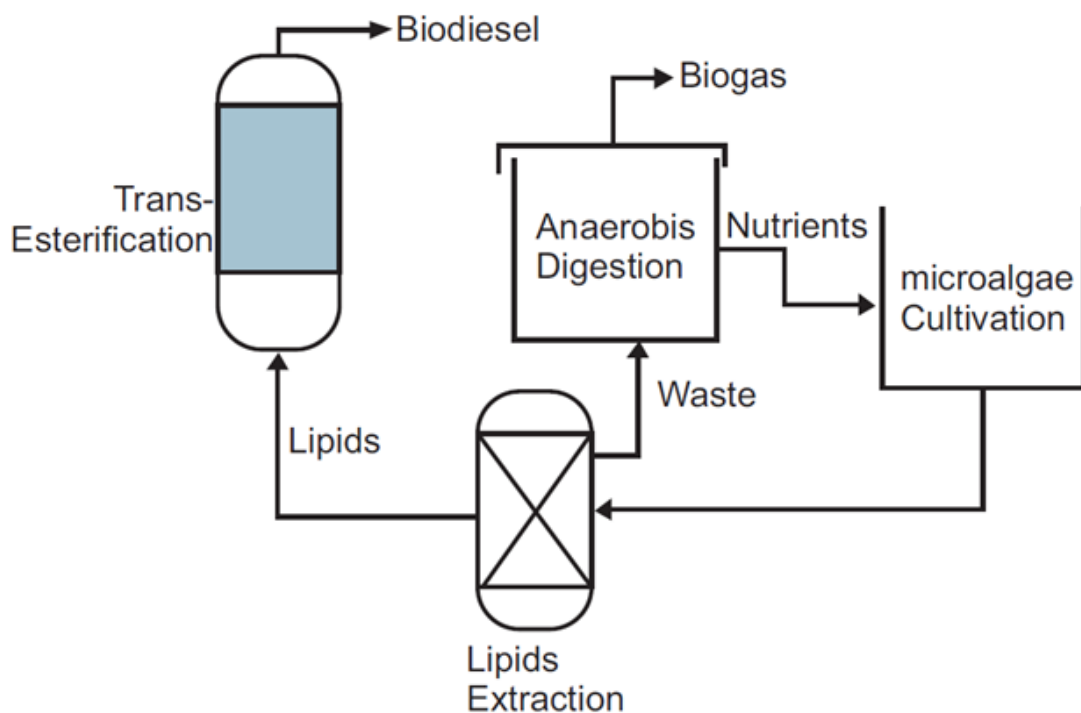 Biodiesel
Biogas
Trans-
Esterification
Anaerobis
Digestion
Nutrients
microalgae
Cultivation
Waste
Lipids
Lipids
Extraction